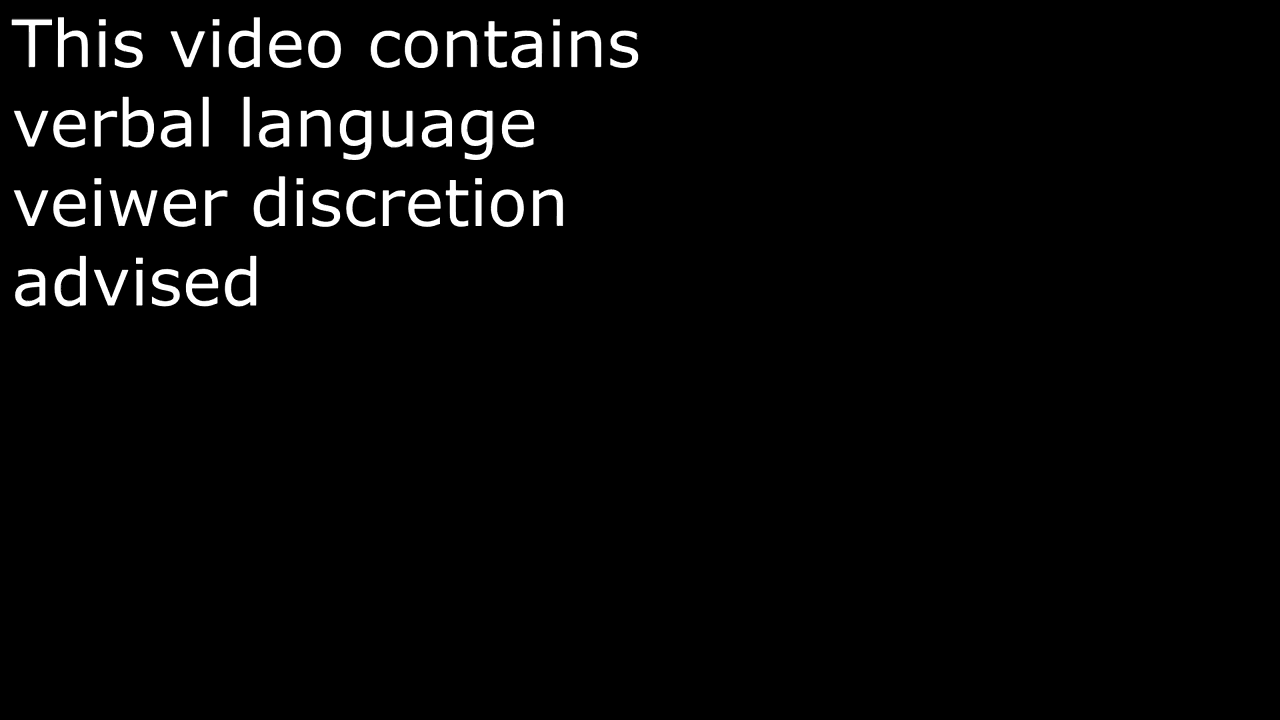 This video contains
verbal language
veiwer discretion
advised